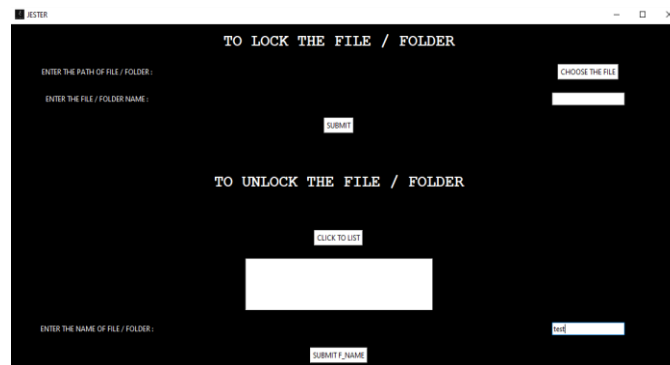 JESTER
TO LOCK THE FILE / FOLDER
ENTER THE PATH OF FILE / FOLDER :
CHOOSE THE FILE
ENTER THE FILE / FOLDER NAME :
SUBMIT
TO UNLOCK THE FILE / FOLDER
CLICK TO LIST
ENTER THE NAME OF FILE / FOLDER :
test
SUBMIT F_NAME